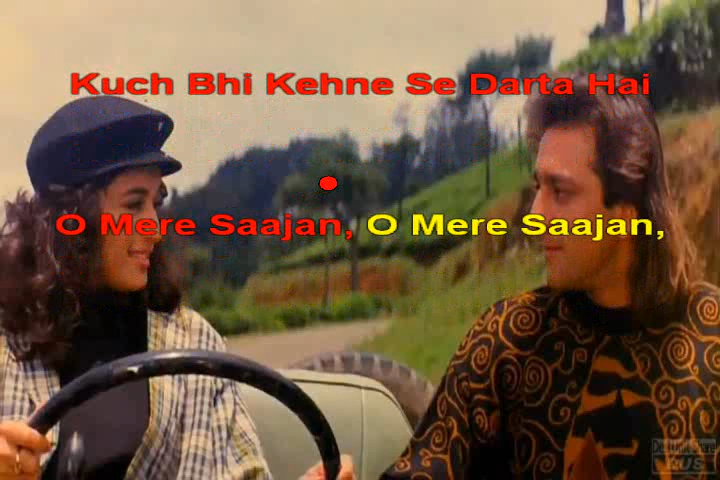 Kuch Bhi Kehne Se Darta Hai
O Mere Saajan, O Mere Saajan,